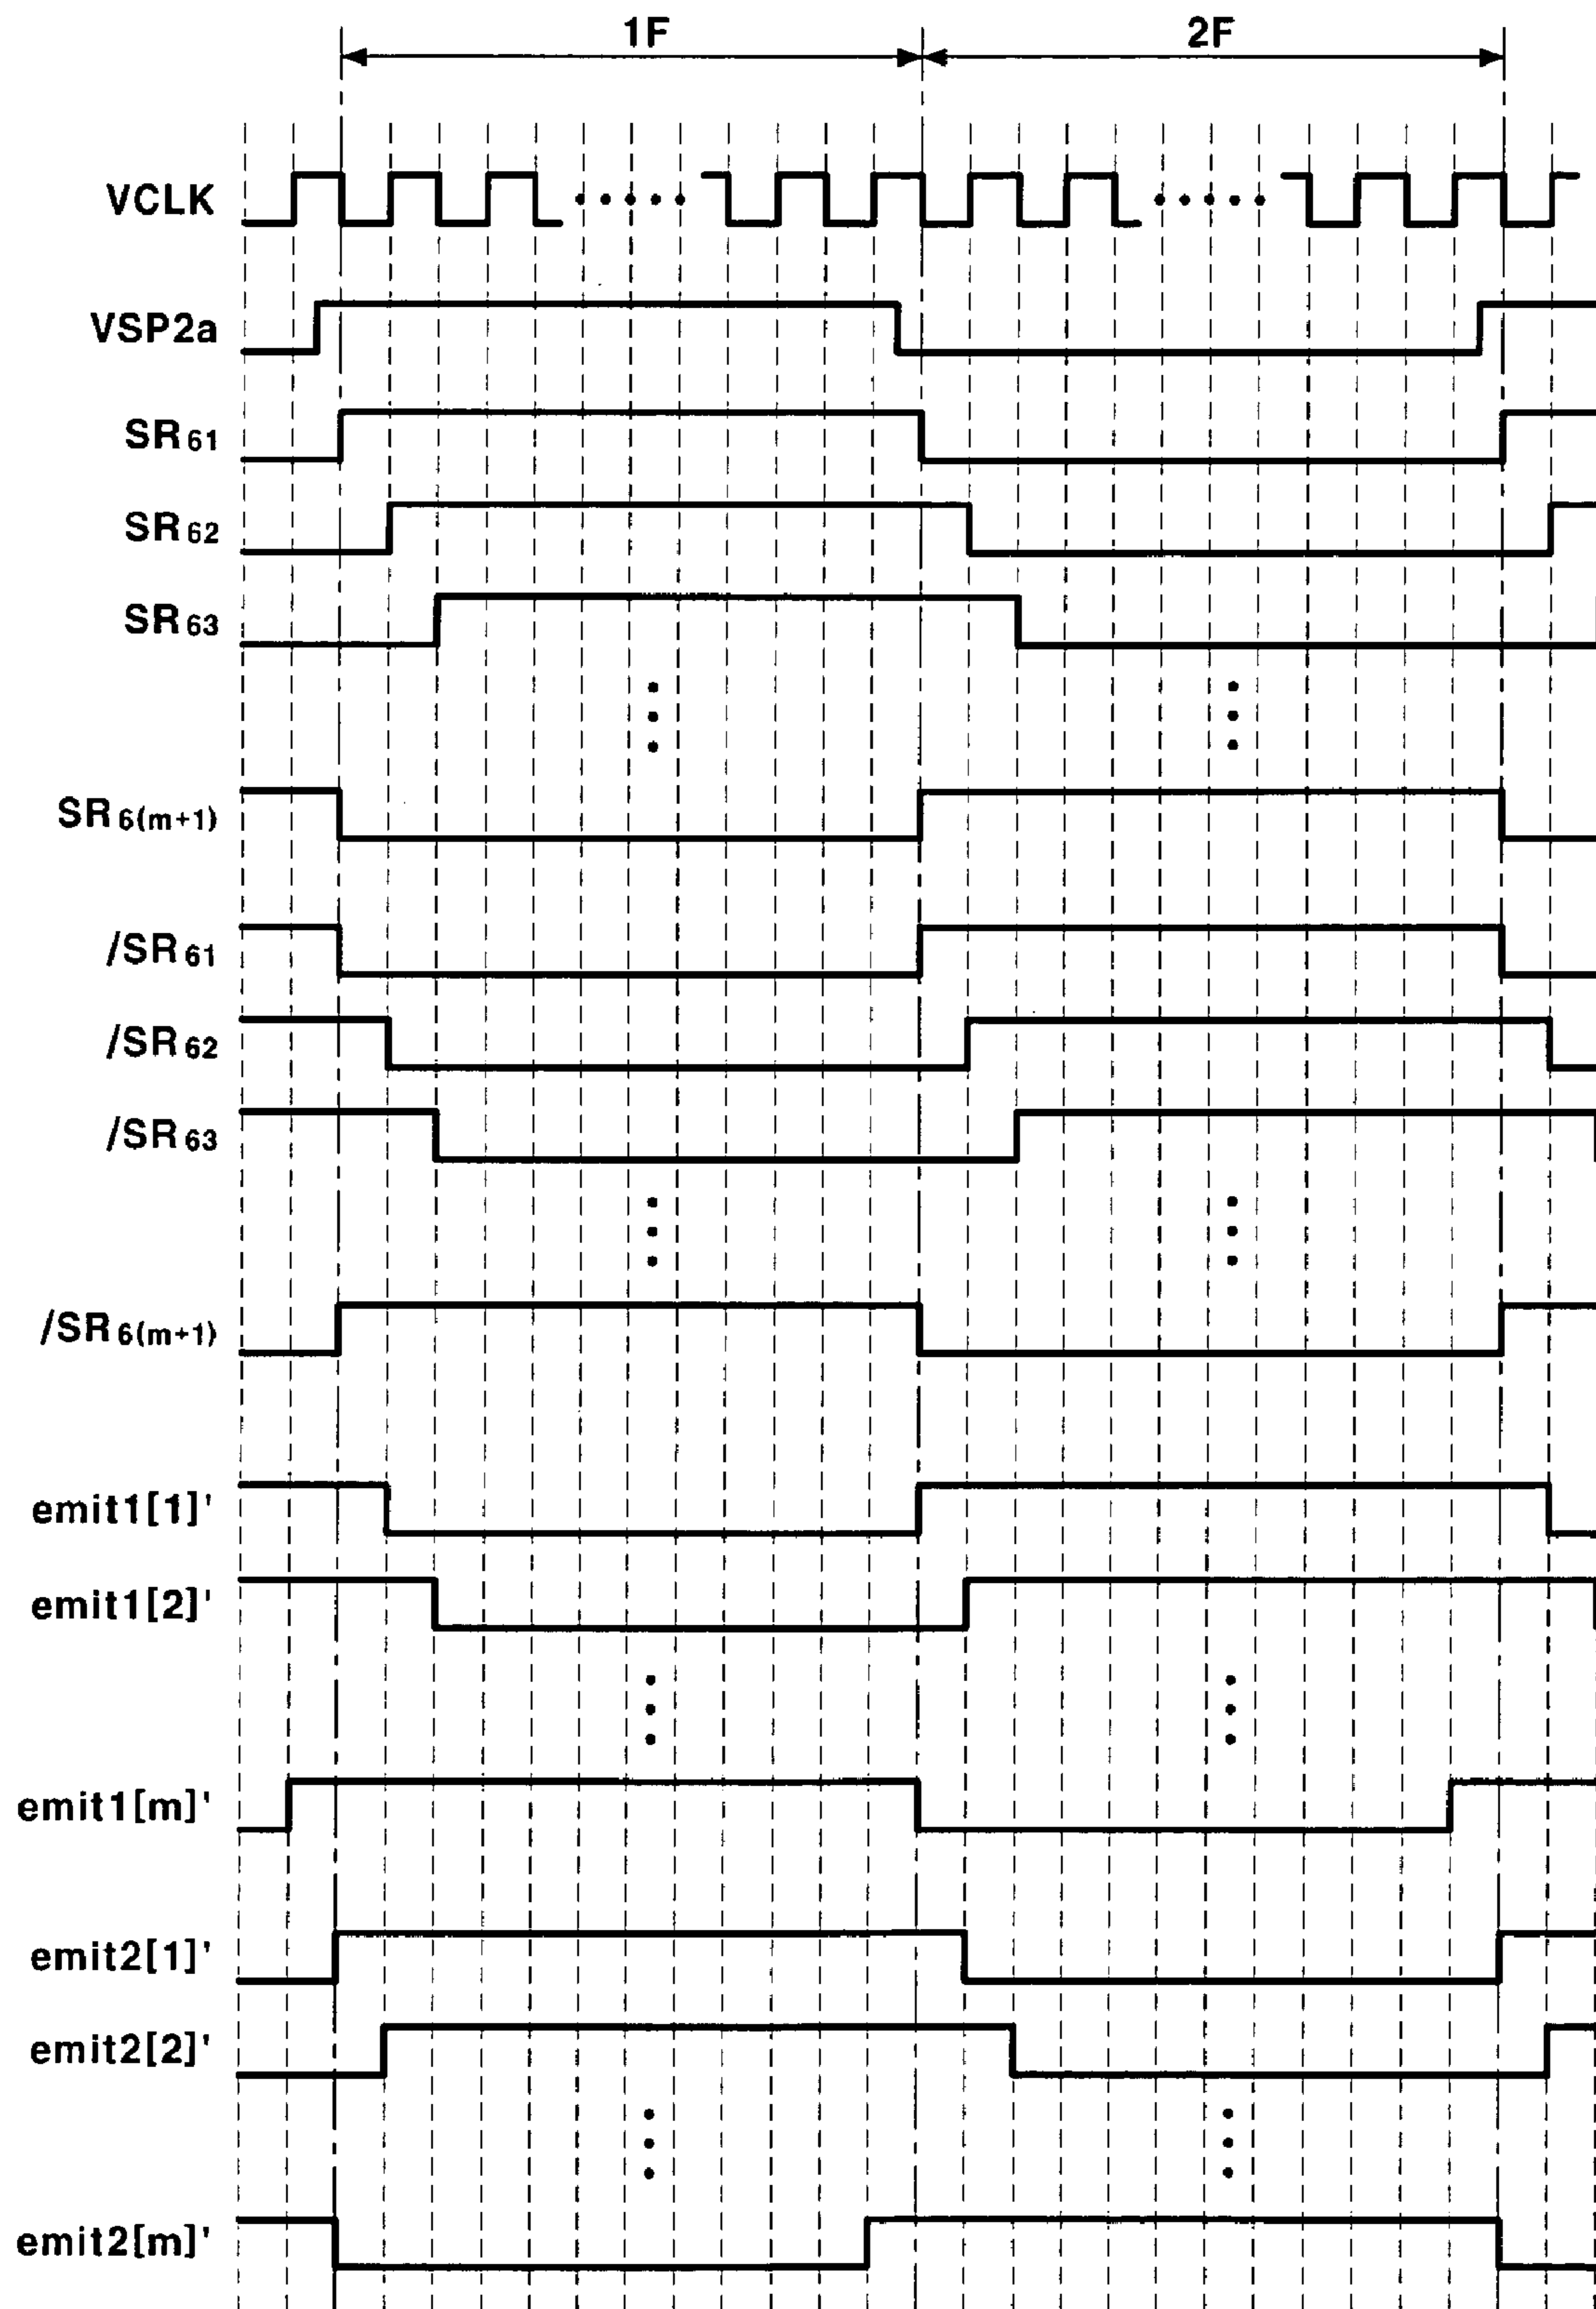 1F 2F
VCLK
VSP2a
SR61
SR62
SR63
SR6(m+1)
/SR61
/SR62
/SR63
/SR6(m+1)
emit1[1]'
emit1[2]'
emit1[m]'
emit2[1]'
emit2[2]'
emit2[m]'